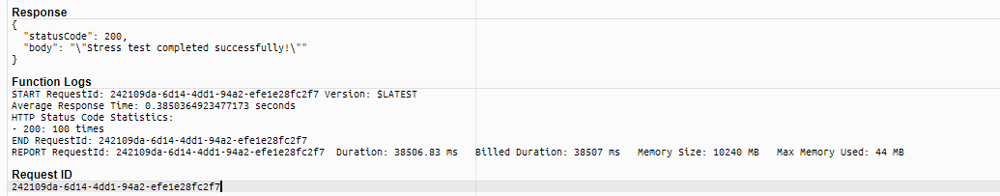 Response
{
  "statusCode": 200,
  "body": "\"Stress test completed successfully!\""
}
Function Logs
START RequestId: 242109da-6d14-4dd1-94a2-efe1e28fc2f7 Version: $LATEST
Average Response Time: 0.3850364923477173 seconds
HTTP Status Code Statistics:
- 200: 100 times
END RequestId: 242109da-6d14-4dd1-94a2-efe1e28fc2f7
REPORT RequestId: 242109da-6d14-4dd1-94a2-efe1e28fc2f7  Duration: 38506.83 ms   Billed Duration: 38507 ms   Memory Size: 10240 MB   Max Memory Used: 44 MB
Request ID
242109da-6d14-4dd1-94a2-efe1e28fc2f7